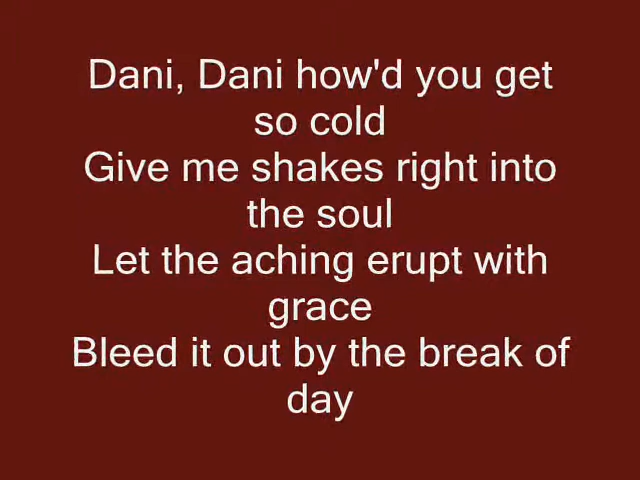 Dani, Dani how'd you get
so cold
Give me shakes right into
the soul
Let the aching erupt with
grace
Bleed it out by the break of
day